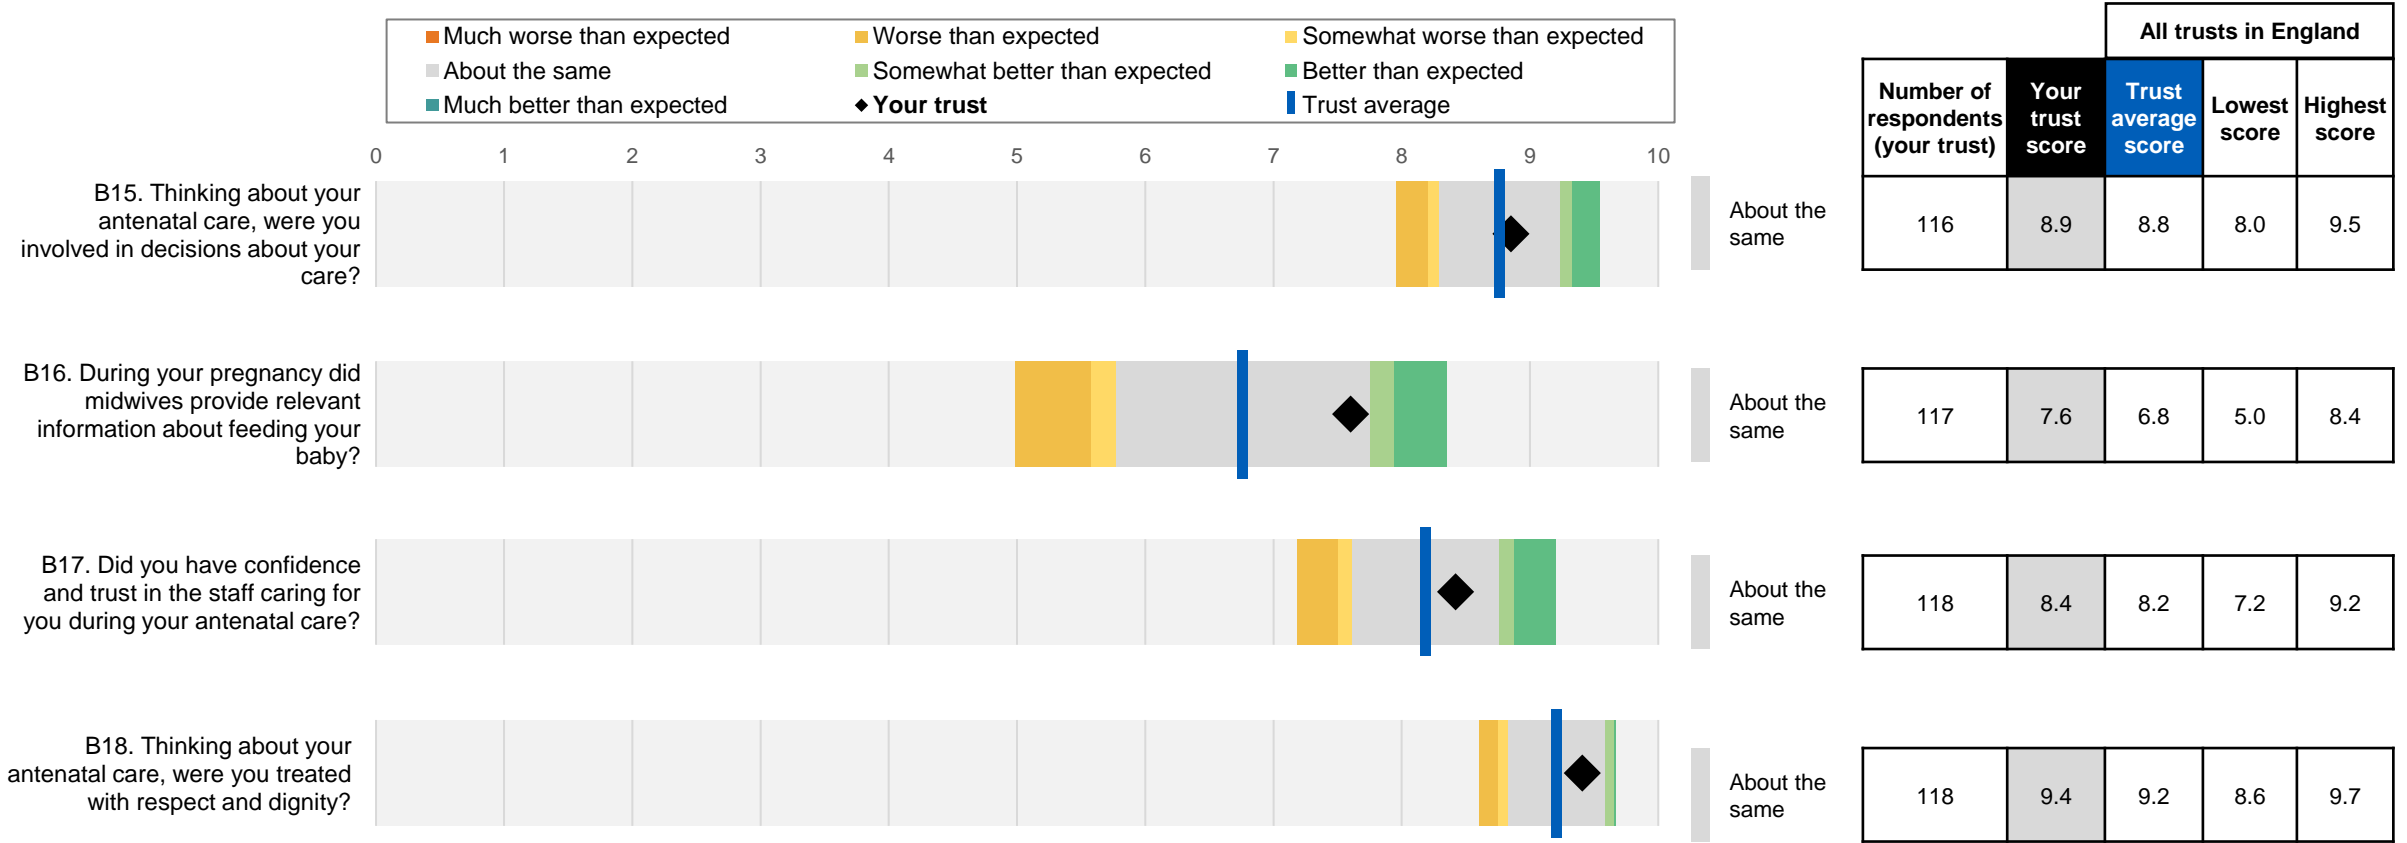 Much worse than expected
Worse than expected
Somewhat worse than expected
About the same
Somewhat better than expected
Better than expected
Much better than expected
Your trust
Trust average
All trusts in England
Number of
respondents
(your trust)
Your
trust
score
Trust
average
score
Lowest
score
Highest
score
0 1 2 3 4 5 6 7 8 9 10
B15. Thinking about your
antenatal care, were you
involved in decisions about your
care?
About the
same
116 8.9 8.8 8.0 9.5
B16. During your pregnancy did
midwives provide relevant
information about feeding your
baby?
About the
same
117 7.6 6.8 5.0 8.4
B17. Did you have confidence
and trust in the staff caring for
you during your antenatal care?
About the
same
118 8.4 8.2 7.2 9.2
B18. Thinking about your
antenatal care, were you treated
with respect and dignity?
About the
same
118 9.4 9.2 8.6 9.7